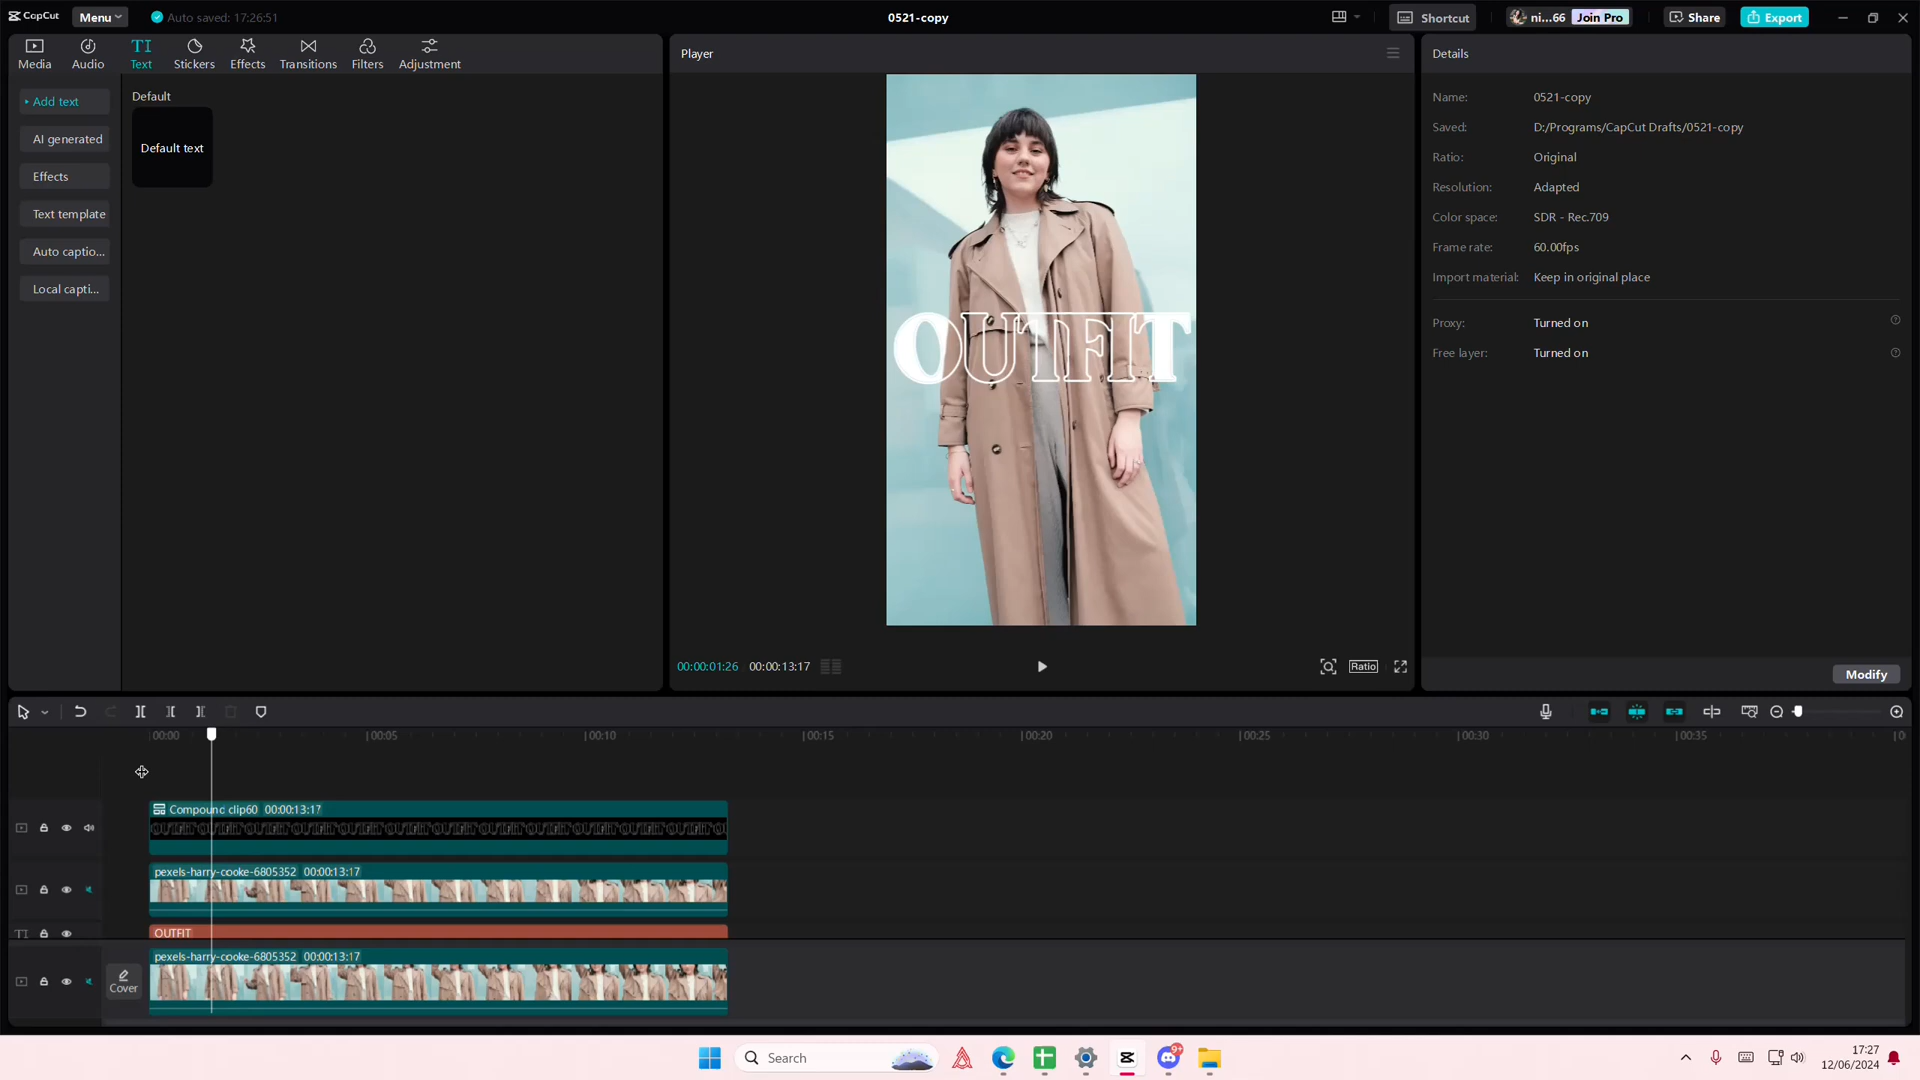 CapCut Menu Auto saved: 17:26:51 0521-copy Shortcut ni...66 Join Pro Share Export
Media Audio Text Stickers Effects Transitions Filters Adjustment
Add text
AI generated
Effects
Text template
Auto captio...
Local capti...
Default
Default text
Player
OUTFIT
00:00:01:26 00:00:13:17 Ratio
Details
Name: 0521-copy
Saved: D:/Programs/CapCut Drafts/0521-copy
Ratio: Original
Resolution: Adapted
Color space: SDR - Rec.709
Frame rate: 60.00fps
Import material: Keep in original place
Proxy: Turned on
Free layer: Turned on
Modify
00:00 00:05 00:10 00:15 00:20 00:25 00:30 00:35
Compound clip60 00:00:13:17
pexels-harry-cooke-6805352 00:00:13:17
OUTFIT
pexels-harry-cooke-6805352 00:00:13:17
Cover
Search
9+
17:27
12/06/2024